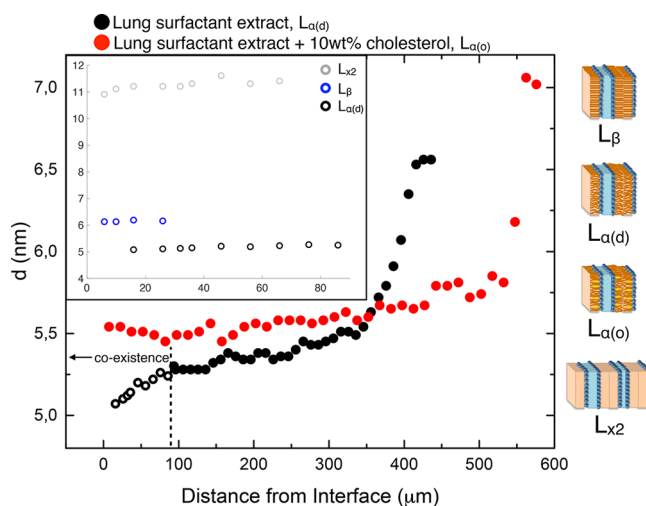 Lung surfactant extract, Lα(d)
Lung surfactant extract + 10wt% cholesterol, Lα(o)
12
11
10
9
8
7
6
5
4
0 20 40 60 80
Lx2
Lβ
Lα(d)
7,0
6,5
6,0
5,5
5,0
d (nm)
co-existence
0 100 200 300 400 500 600
Distance from Interface (μm)
Lβ
Lα(d)
Lα(o)
Lx2